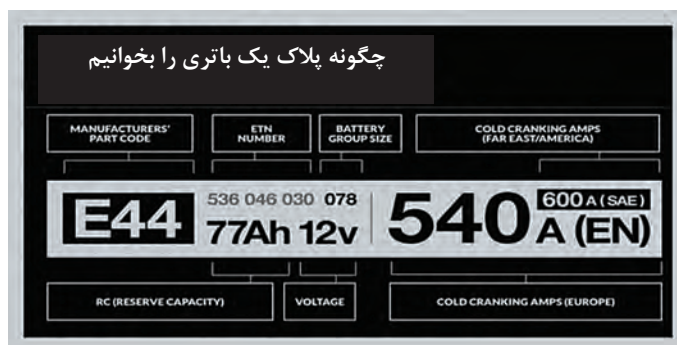 چگونه پلاک یک باتری را بخوانیم
MANUFACTURERS'
PART CODE
ETN
NUMBER
BATTERY
GROUP SIZE
COLD CRANKING AMPS
(FAR EAST/AMERICA)
E44
536 046 030 078
77Ah 12v
540
600 A (SAE)
A (EN)
RC (RESERVE CAPACITY)
VOLTAGE
COLD CRANKING AMPS (EUROPE)